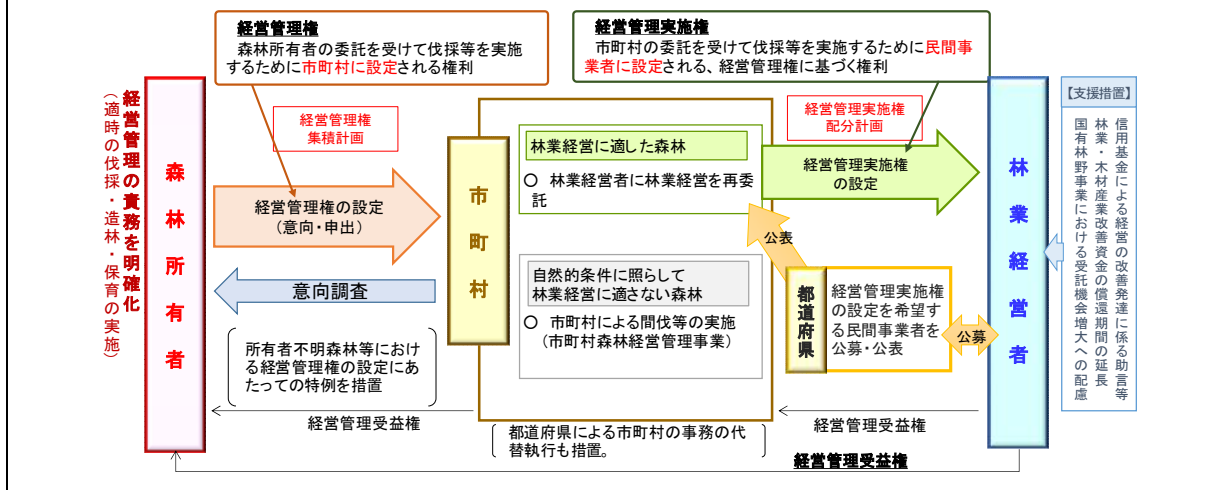 経営管理権
森林所有者の委託を受けて伐採等を実施
するために市町村に設定される権利
経営管理実施権
市町村の委託を受けて伐採等を実施するために民間事
業者に設定される、経営管理権に基づく権利
経営管理の責務を明確化
（適時の伐採・造林・保育の実施）
森林所有者
経営管理権
集積計画
経営管理権の設定
（意向・申出）
意向調査
所有者不明森林等におけ
る経営管理権の設定にあ
たっての特例を措置
経営管理受益権
市町村
林業経営に適した森林
○ 林業経営者に林業経営を再委
託
自然的条件に照らして
林業経営に適さない森林
○ 市町村による間伐等の実施
（市町村森林経営管理事業）
都道府県による市町村の事務の代
替執行も措置。
経営管理実施権
配分計画
経営管理実施権
の設定
公表
都道府県
経営管理実施権
の設定を希望す
る民間事業者を
公募・公表
公募
経営管理受益権
経営管理受益権
林業経営者
【支援措置】
信用基金による経営の改善発達に係る助言等
林業・木材産業改善資金の償還期間の延長
国有林野事業における受託機会増大への配慮